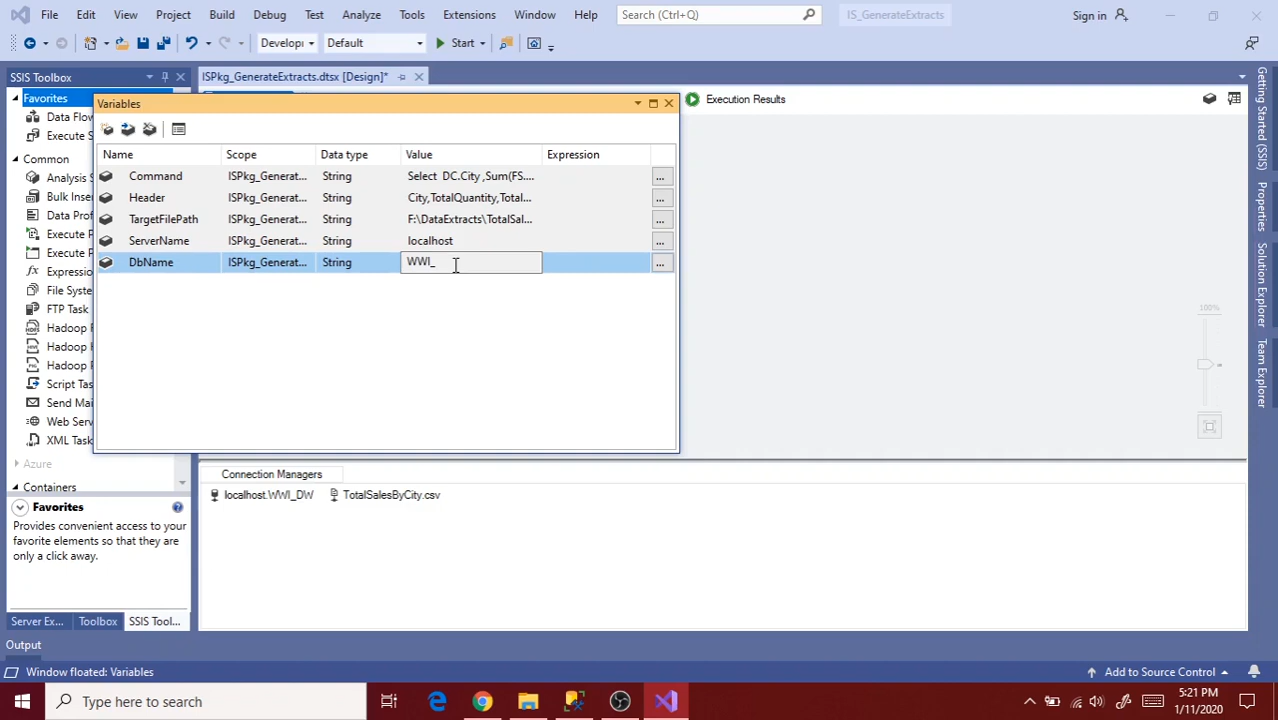 File Edit View Project Build Debug Test Analyze Tools Extensions Window Help Search (Ctrl+Q) IS_GenerateExtracts Sign in
Developi Default Start
SSIS Toolbox
ISPkg_GenerateExtracts.dtsx [Design]*
Favorites
Data Flow
Execute S
Common
Analysis S
Bulk Inser
Data Prof
Execute P
Execute P
Expression
File Syste
FTP Task
Hadoop F
Hadoop H
Hadoop P
Script Tas
Send Mai
Web Serv
XML Task
Azure
Containers
Variables
Name Scope Data type Value Expression
Command ISPkg_Generat... String Select DC.City ,Sum(FS.... ...
Header ISPkg_Generat... String City,TotalQuantity,Total... ...
TargetFilePath ISPkg_Generat... String F:\DataExtracts\TotalSal... ...
ServerName ISPkg_Generat... String localhost ...
DbName ISPkg_Generat... String WWI_ ...
Execution Results
100%
Connection Managers
localhost.WWI_DW TotalSalesByCity.csv
Favorites
Provides convenient access to your
favorite elements so that they are
only a click away.
Server Ex... Toolbox SSIS Tool...
Getting Started (SSIS)
Properties
Solution Explorer
Team Explorer
Output
Window floated: Variables Add to Source Control
Type here to search
5:21 PM
1/11/2020